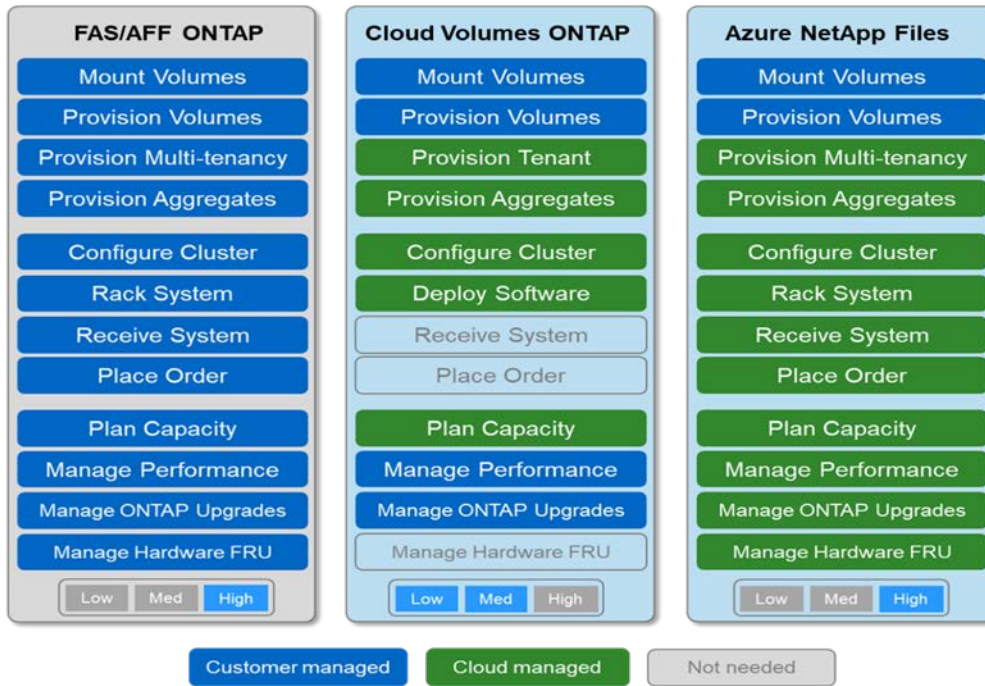 FAS/AFF ONTAP
Mount Volumes
Provision Volumes
Provision Multi-tenancy
Provision Aggregates
Configure Cluster
Rack System
Receive System
Place Order
Plan Capacity
Manage Performance
Manage ONTAP Upgrades
Manage Hardware FRU
Low Med High
Cloud Volumes ONTAP
Mount Volumes
Provision Volumes
Provision Tenant
Provision Aggregates
Configure Cluster
Deploy Software
Receive System
Place Order
Plan Capacity
Manage Performance
Manage ONTAP Upgrades
Manage Hardware FRU
Low Med High
Azure NetApp Files
Mount Volumes
Provision Volumes
Provision Multi-tenancy
Provision Aggregates
Configure Cluster
Rack System
Receive System
Place Order
Plan Capacity
Manage Performance
Manage ONTAP Upgrades
Manage Hardware FRU
Low Med High
Customer managed Cloud managed Not needed